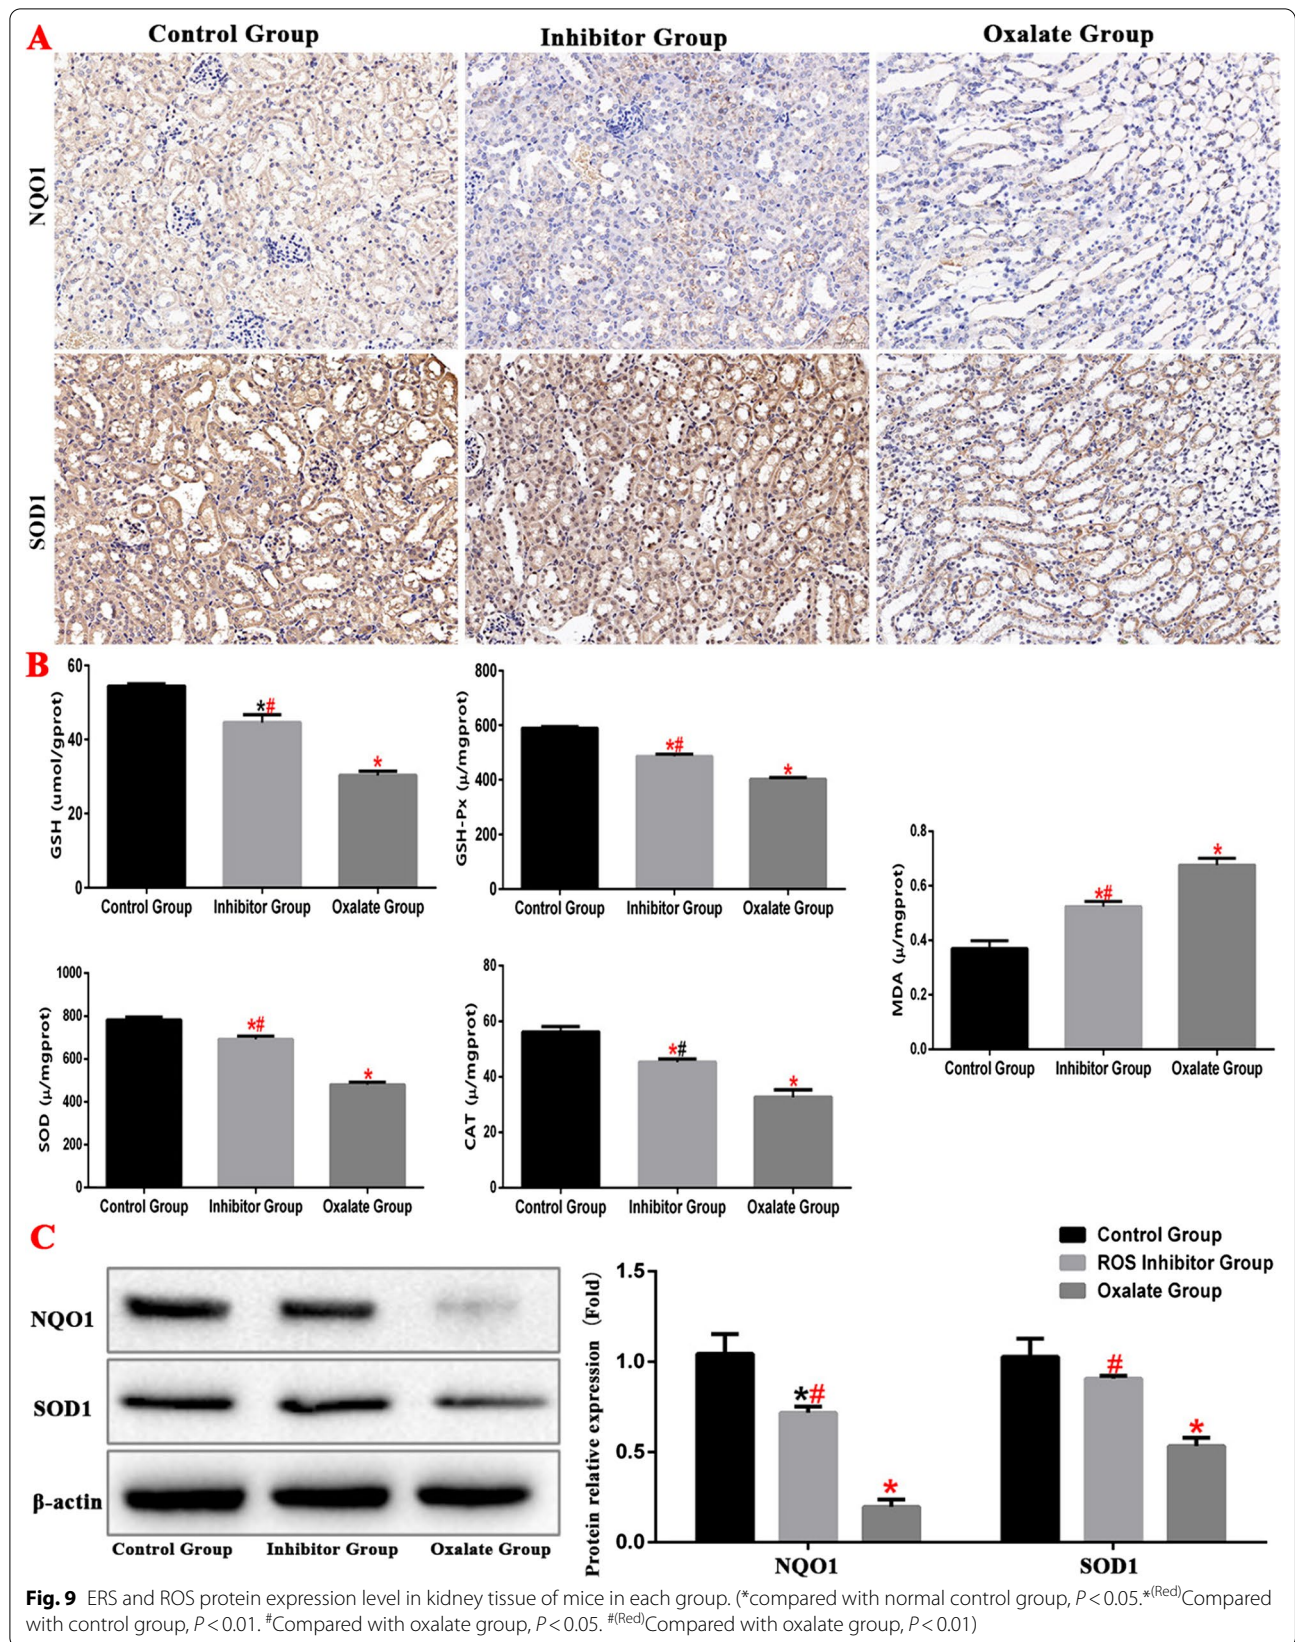 A
Control Group
Inhibitor Group
Oxalate Group
NQO1
SOD1
B
GSH (umol/gprot)
60
40
20
0
*#
*
Control Group
Inhibitor Group
Oxalate Group
GSH-Px (μ/mgprot)
800
600
400
200
0
*#
*
Control Group
Inhibitor Group
Oxalate Group
MDA (μ/mgprot)
0.8
0.6
0.4
0.2
0.0
*#
*
Control Group
Inhibitor Group
Oxalate Group
SOD (μ/mgprot)
1000
800
600
400
200
0
*#
*
Control Group
Inhibitor Group
Oxalate Group
CAT (μ/mgprot)
80
60
40
20
0
*#
*
Control Group
Inhibitor Group
Oxalate Group
C
NQO1
SOD1
β-actin
Control Group
Inhibitor Group
Oxalate Group
Control Group
ROS Inhibitor Group
Oxalate Group
Protein relative expression (Fold)
1.5
1.0
0.5
0.0
*#
*
#
*
NQO1
SOD1
Fig. 9 ERS and ROS protein expression level in kidney tissue of mice in each group. (*compared with normal control group, P < 0.05.*(Red)Compared
with control group, P < 0.01. #Compared with oxalate group, P < 0.05. #(Red)Compared with oxalate group, P < 0.01)